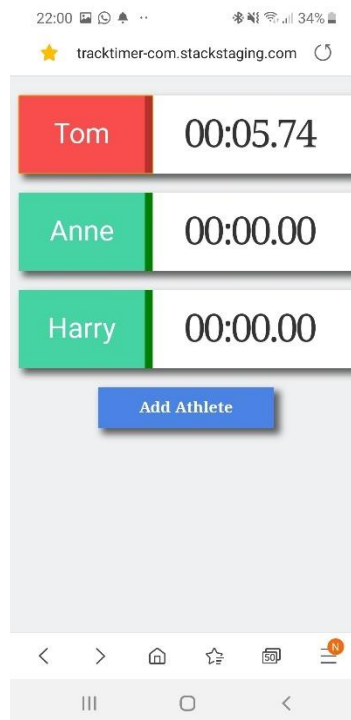 22:00 34%
tracktimer-com.stackstaging.com
Tom 00:05.74
Anne 00:00.00
Harry 00:00.00
Add Athlete
50 N